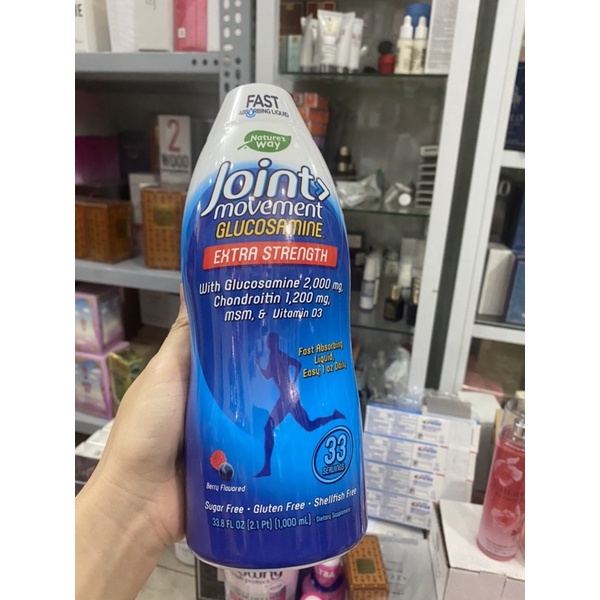 FAST
ABSORBING LIQUID
Nature's
Way
Joint
movement
GLUCOSAMINE
EXTRA STRENGTH
With Glucosamine 2,000 mg,
Chondroitin 1,200 mg,
MSM, & Vitamin D3
Fast Absorbing
Liquid,
Easy 1 oz Daily
33
SERVINGS
Berry Flavored
Sugar Free • Gluten Free • Shellfish Free
33.8 FL OZ (2.1 Pt) (1,000 mL) • Dietary Supplement
2
WOOD